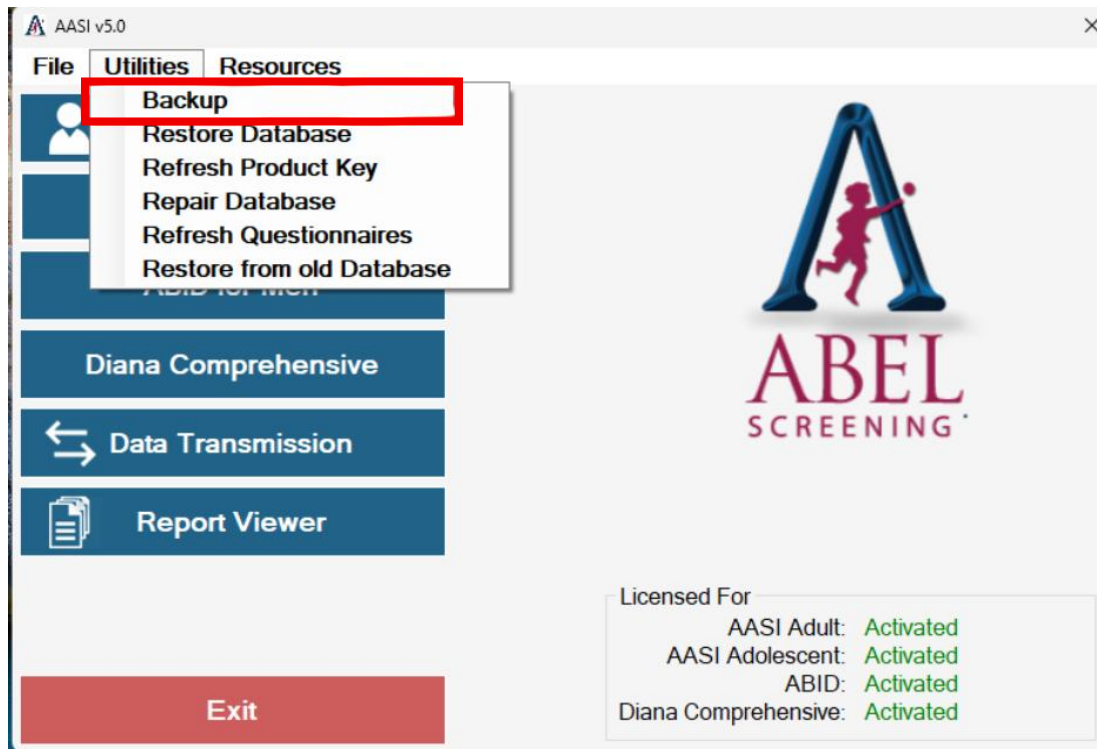 AASI v5.0
File Utilities Resources
Backup
Restore Database
Refresh Product Key
Repair Database
Refresh Questionnaires
Restore from old Database
Diana Comprehensive
Data Transmission
Report Viewer
Exit
ABEL
SCREENING
Licensed For
AASI Adult: Activated
AASI Adolescent: Activated
ABID: Activated
Diana Comprehensive: Activated